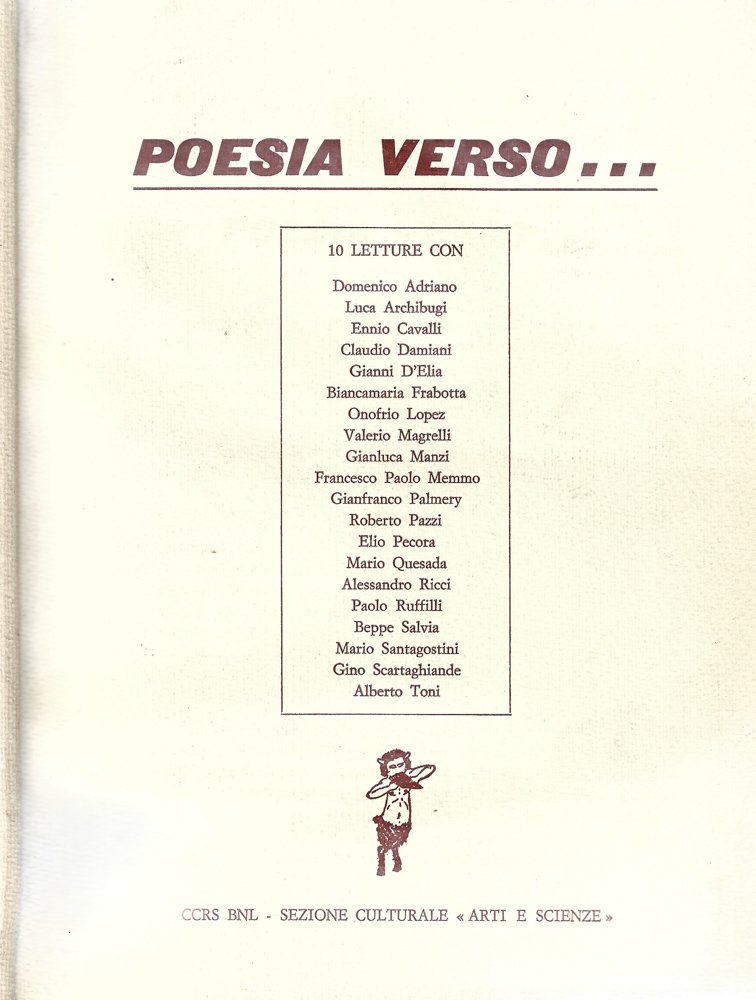 POESIA VERSO...
10 LETTURE CON
Domenico Adriano
Luca Archibugi
Ennio Cavalli
Claudio Damiani
Gianni D'Elia
Biancamaria Frabotta
Onofrio Lopez
Valerio Magrelli
Gianluca Manzi
Francesco Paolo Memmo
Gianfranco Palmery
Roberto Pazzi
Elio Pecora
Mario Quesada
Alessandro Ricci
Paolo Ruffilli
Beppe Salvia
Mario Santagostini
Gino Scartaghiande
Alberto Toni
CCRS BNL - SEZIONE CULTURALE « ARTI E SCIENZE »